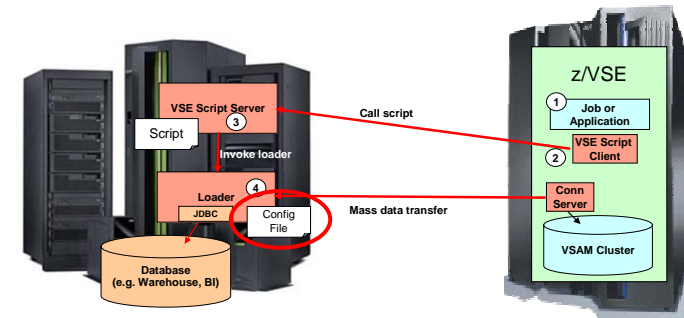 z/VSE
1
Job or
Application
VSE Script Server
3
Call script
Script
VSE Script
Client
2
Invoke loader
4
Loader
Conn
Server
JDBC
Config
File
Mass data transfer
VSAM Cluster
Database
(e.g. Warehouse, BI)